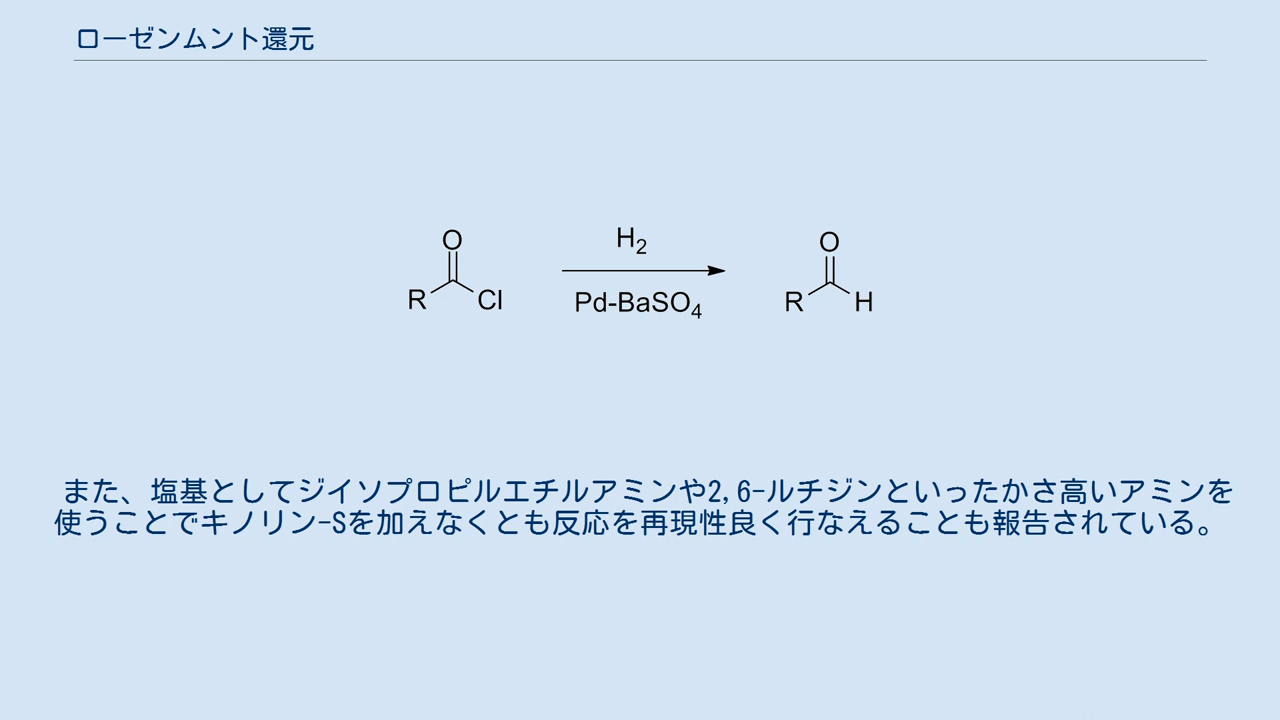 ローゼンムント還元
O
R Cl
H2
Pd-BaSO4
O
R H
また、塩基としてジイソプロピルエチルアミンや2,6-ルチジンといったかさ高いアミンを
使うことでキノリン-Sを加えなくとも反応を再現性良く行なえることも報告されている。